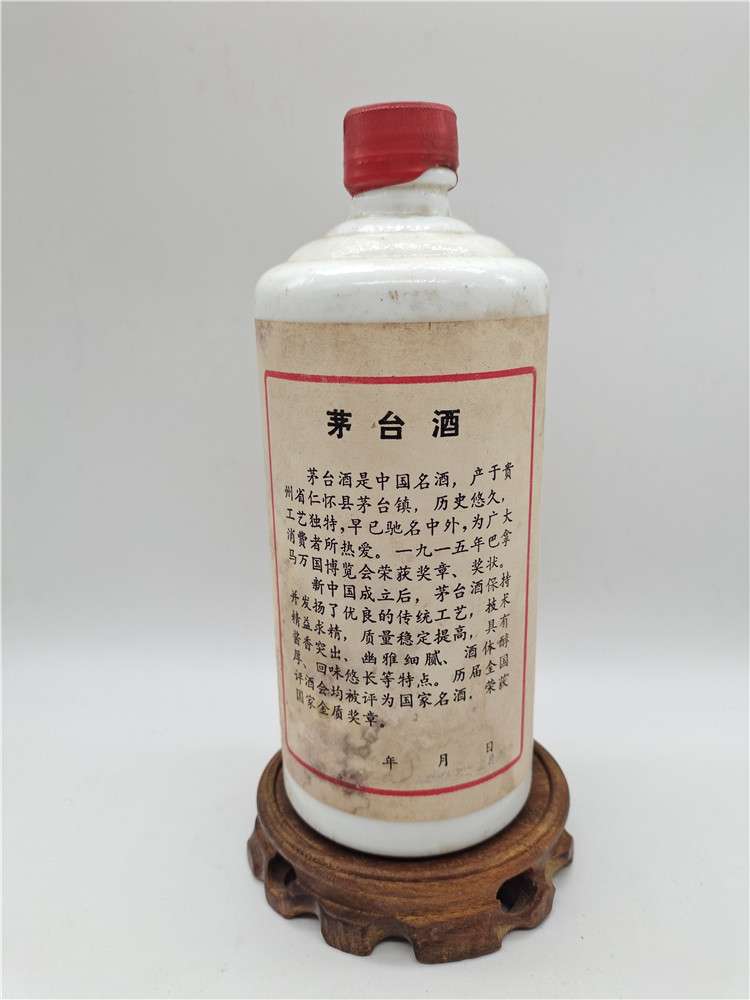 茅台酒
茅台酒是中国名酒，产于贵
州省仁怀县茅台镇，历史悠久，
工艺独特，早已驰名中外，为广大
消费者所热爱。一九一五年巴拿
马万国博览会荣获奖章、奖状。
新中国成立后，茅台酒保持
并发扬了优良的传统工艺，技术
精益求精，质量稳定提高，具有
酱香突出、幽雅细腻、酒体醇
厚、回味悠长等特点。历届全国
评酒会均被评为国家名酒，荣获
国家金质奖章。
年 月 日